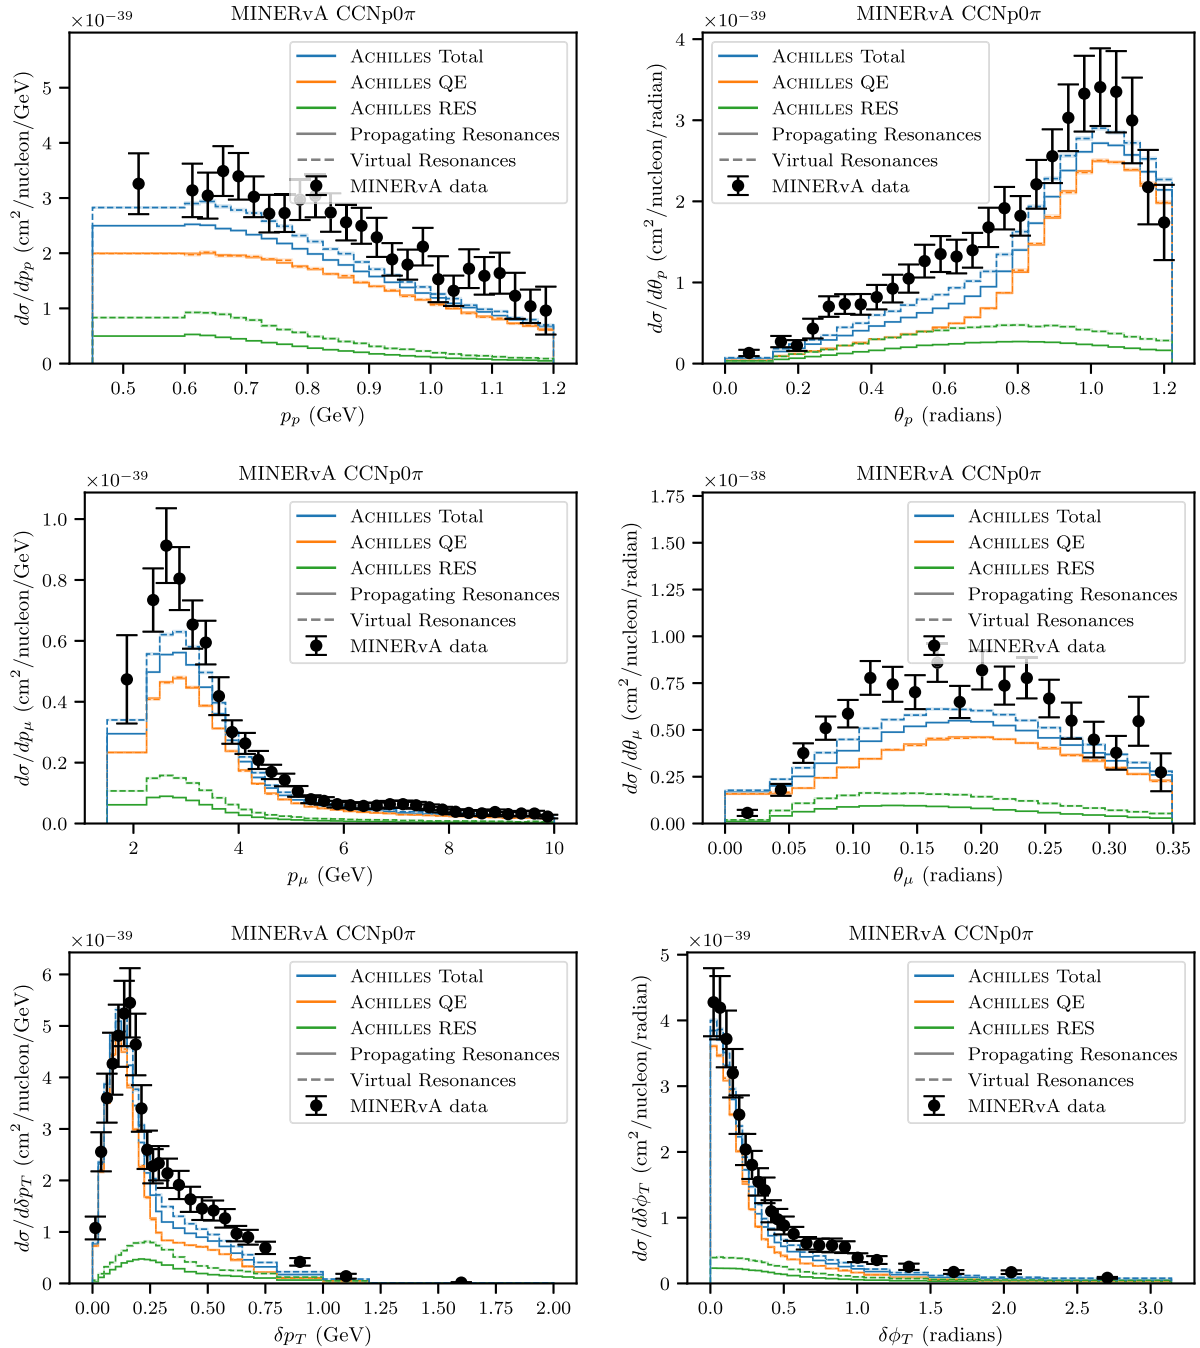 MINERvA CCNp0π
×10⁻³⁹
dσ/dp_p (cm²/nucleon/GeV)
5
4
3
2
1
0
ACHILLES Total
ACHILLES QE
ACHILLES RES
Propagating Resonances
Virtual Resonances
MINERvA data
0.5 0.6 0.7 0.8 0.9 1.0 1.1 1.2
p_p (GeV)
MINERvA CCNp0π
×10⁻³⁹
dσ/dθ_p (cm²/nucleon/radian)
4
3
2
1
0
ACHILLES Total
ACHILLES QE
ACHILLES RES
Propagating Resonances
Virtual Resonances
MINERvA data
0.0 0.2 0.4 0.6 0.8 1.0 1.2
θ_p (radians)
MINERvA CCNp0π
×10⁻³⁹
dσ/dp_μ (cm²/nucleon/GeV)
1.0
0.8
0.6
0.4
0.2
0.0
ACHILLES Total
ACHILLES QE
ACHILLES RES
Propagating Resonances
Virtual Resonances
MINERvA data
2 4 6 8 10
p_μ (GeV)
MINERvA CCNp0π
×10⁻³⁸
dσ/dθ_μ (cm²/nucleon/radian)
1.75
1.50
1.25
1.00
0.75
0.50
0.25
0.00
ACHILLES Total
ACHILLES QE
ACHILLES RES
Propagating Resonances
Virtual Resonances
MINERvA data
0.00 0.05 0.10 0.15 0.20 0.25 0.30 0.35
θ_μ (radians)
MINERvA CCNp0π
×10⁻³⁹
dσ/dδp_T (cm²/nucleon/GeV)
6
5
4
3
2
1
0
ACHILLES Total
ACHILLES QE
ACHILLES RES
Propagating Resonances
Virtual Resonances
MINERvA data
0.00 0.25 0.50 0.75 1.00 1.25 1.50 1.75 2.00
δp_T (GeV)
MINERvA CCNp0π
×10⁻³⁹
dσ/dδϕ_T (cm²/nucleon/radian)
5
4
3
2
1
0
ACHILLES Total
ACHILLES QE
ACHILLES RES
Propagating Resonances
Virtual Resonances
MINERvA data
0.0 0.5 1.0 1.5 2.0 2.5 3.0
δϕ_T (radians)